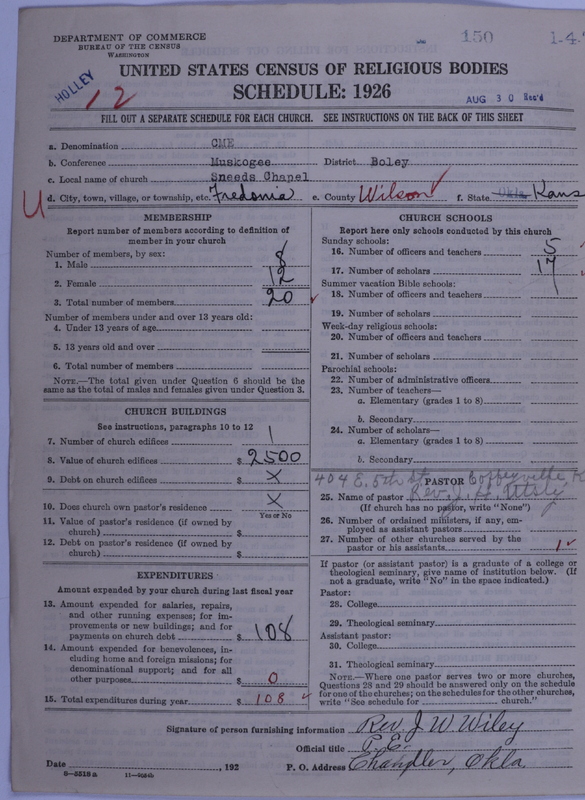 DEPARTMENT OF COMMERCE
BUREAU OF THE CENSUS
WASHINGTON
150
1-4-
UNITED STATES CENSUS OF RELIGIOUS BODIES
HOLLEY
12
SCHEDULE: 1926
AUG 30 Rec'd
FILL OUT A SEPARATE SCHEDULE FOR EACH CHURCH. SEE INSTRUCTIONS ON THE BACK OF THIS SHEET
a. Denomination CME
b. Conference Muskogee District Boley
c. Local name of church Sneeds Chapel
U d. City, town, village, or township, etc. Fredonia e. County Wilson f. State Okla Kans
MEMBERSHIP
Report number of members according to definition of member in your church
Number of members, by sex:
1. Male 8
2. Female 12
3. Total number of members 20
Number of members under and over 13 years old:
4. Under 13 years of age
5. 13 years old and over
6. Total number of members
NOTE.—The total given under Question 6 should be the same as the total of males and females given under Question 3.
CHURCH BUILDINGS
See instructions, paragraphs 10 to 12
7. Number of church edifices 1
8. Value of church edifices $ 2500
9. Debt on church edifices $ X
10. Does church own pastor's residence X
Yes or No
11. Value of pastor's residence (if owned by church) $
12. Debt on pastor's residence (if owned by church) $
EXPENDITURES
Amount expended by your church during last fiscal year
13. Amount expended for salaries, repairs, and other running expenses; for improvements or new buildings; and for payments on church debt $ 108
14. Amount expended for benevolences, including home and foreign missions; for denominational support; and for all other purposes $ 0
15. Total expenditures during year $ 108
CHURCH SCHOOLS
Report here only schools conducted by this church
Sunday schools:
16. Number of officers and teachers 5
17. Number of scholars 17
Summer vacation Bible schools:
18. Number of officers and teachers
19. Number of scholars
Week-day religious schools:
20. Number of officers and teachers
21. Number of scholars
Parochial schools:
22. Number of administrative officers
23. Number of teachers—
a. Elementary (grades 1 to 8)
b. Secondary
24. Number of scholars—
a. Elementary (grades 1 to 8)
b. Secondary
404 E. 5th St. Coffeyville, K
PASTOR
25. Name of pastor Rev. J. H.
(If church has no pastor, write "None")
26. Number of ordained ministers, if any, employed as assistant pastors
27. Number of other churches served by the pastor or his assistants 1
If pastor (or assistant pastor) is a graduate of a college or theological seminary, give name of institution below. (If not a graduate, write "No" in the space indicated.)
Pastor:
28. College
29. Theological seminary
Assistant pastor:
30. College
31. Theological seminary
NOTE.—Where one pastor serves two or more churches, Questions 28 and 29 should be answered only on the schedule for one of the churches; on the schedules for the other churches, write "See schedule for church."
Signature of person furnishing information Rev. J W Wiley
Official title P.E.
Date , 192 P. O. Address Chandler, Okla.
8—5518a 11—